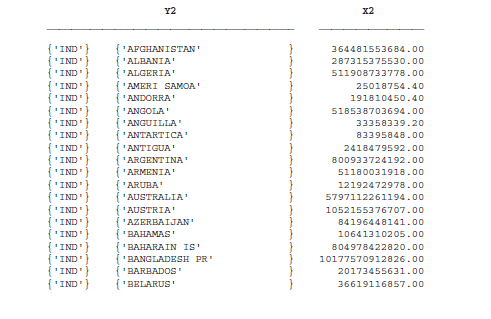 Y2 X2
{'IND'} {'AFGHANISTAN' } 364481553684.00
{'IND'} {'ALBANIA' } 287315375530.00
{'IND'} {'ALGERIA' } 511908733778.00
{'IND'} {'AMERI SAMOA' } 25018754.40
{'IND'} {'ANDORRA' } 191810450.40
{'IND'} {'ANGOLA' } 518538703694.00
{'IND'} {'ANGUILLA' } 33358339.20
{'IND'} {'ANTARTICA' } 83395848.00
{'IND'} {'ANTIGUA' } 2418479592.00
{'IND'} {'ARGENTINA' } 800933724192.00
{'IND'} {'ARMENIA' } 51180031918.00
{'IND'} {'ARUBA' } 12192472978.00
{'IND'} {'AUSTRALIA' } 5797112261194.00
{'IND'} {'AUSTRIA' } 1052155376707.00
{'IND'} {'AZERBAIJAN' } 84196448141.00
{'IND'} {'BAHAMAS' } 10641310205.00
{'IND'} {'BAHARAIN IS' } 804978422820.00
{'IND'} {'BANGLADESH PR' } 10177570912826.00
{'IND'} {'BARBADOS' } 20173455631.00
{'IND'} {'BELARUS' } 36619116857.00